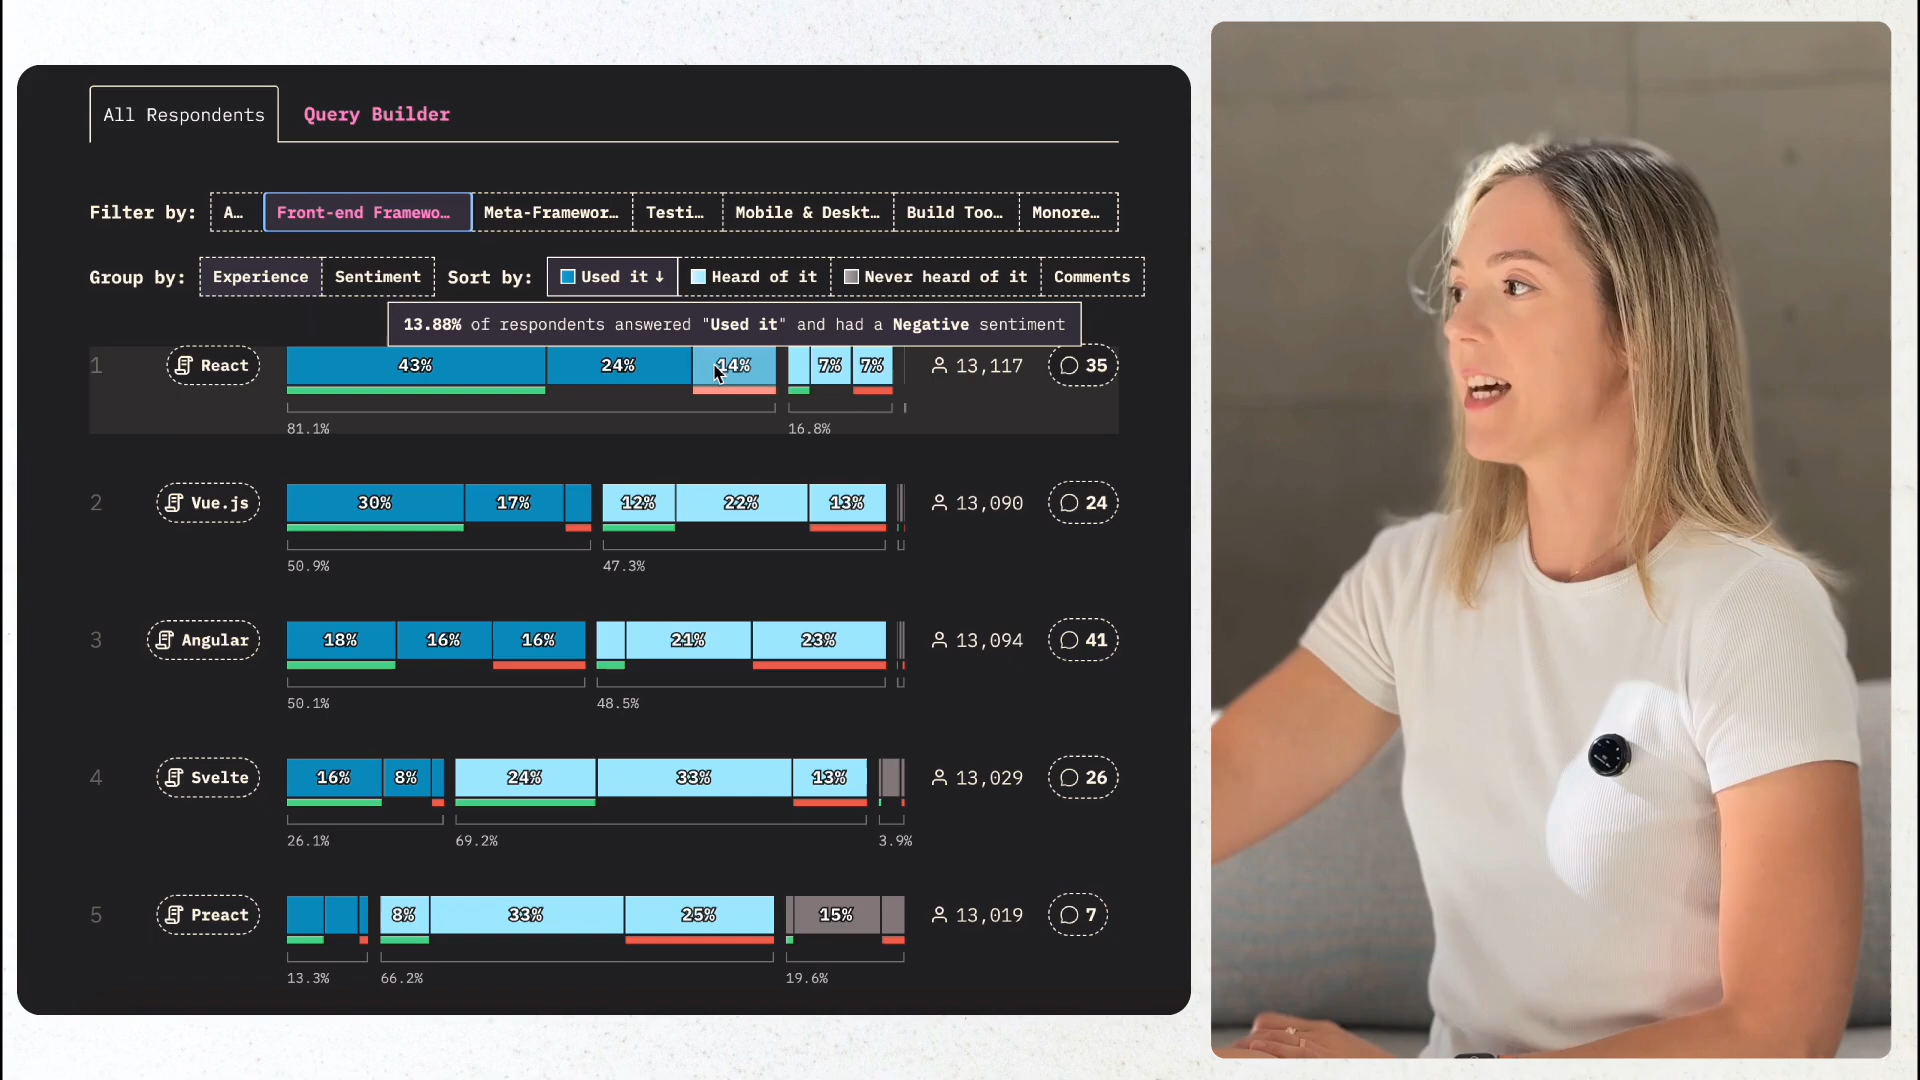 All Respondents Query Builder
Filter by: A… Front-end Framewo… Meta-Framewor… Testi… Mobile & Deskt… Build Too… Monore…
Group by: Experience Sentiment Sort by: Used it ↓ Heard of it Never heard of it Comments
13.88% of respondents answered "Used it" and had a Negative sentiment
1 React 43% 24% 14% 7% 7% 13,117 35
81.1% 16.8%
2 Vue.js 30% 17% 12% 22% 13% 13,090 24
50.9% 47.3%
3 Angular 18% 16% 16% 21% 23% 13,094 41
50.1% 48.5%
4 Svelte 16% 8% 24% 33% 13% 13,029 26
26.1% 69.2% 3.9%
5 Preact 8% 33% 25% 15% 13,019 7
13.3% 66.2% 19.6%